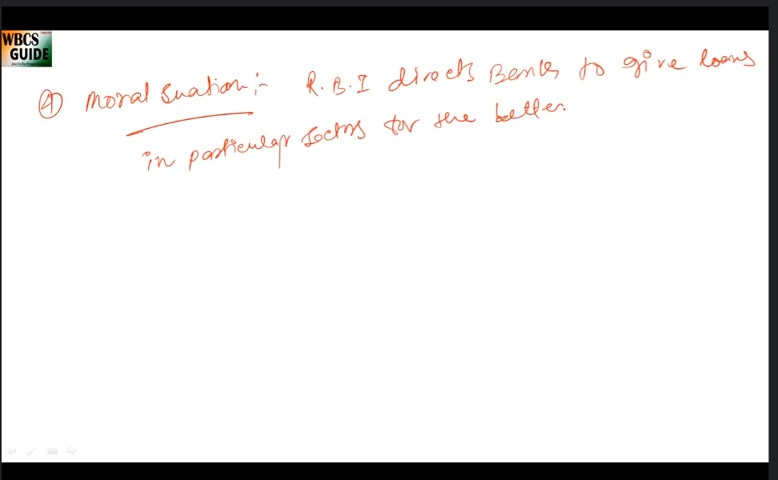 WBCS
GUIDE
④ Moral Suation :- R.B.I directs Banks to give loans
in particular sectors for the better.